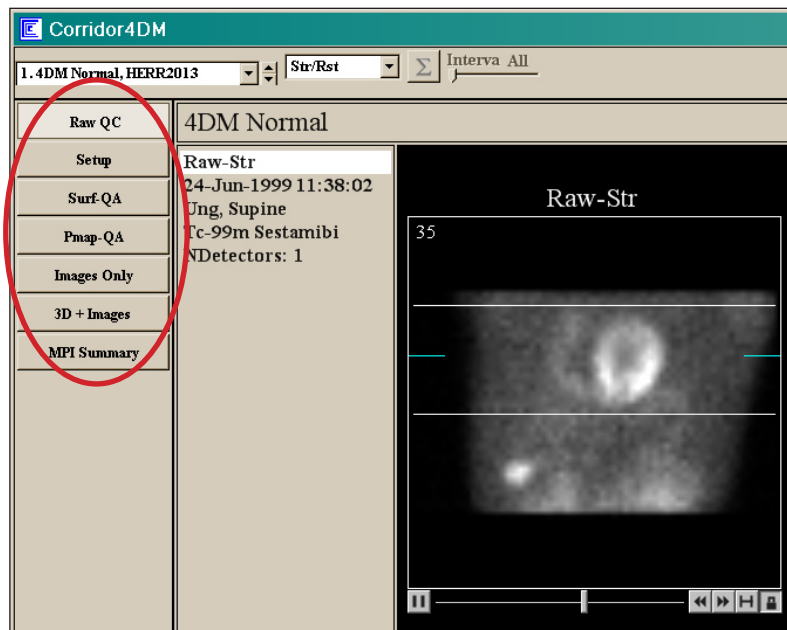 Corridor4DM
1. 4DM Normal, HERR2013
Str/Rst
Σ
Interva All
Raw QC
Setup
Surf-QA
Pmap-QA
Images Only
3D + Images
MPI Summary
4DM Normal
Raw-Str
24-Jun-1999 11:38:02
Ung, Supine
Tc-99m Sestamibi
NDetectors: 1
Raw-Str
35